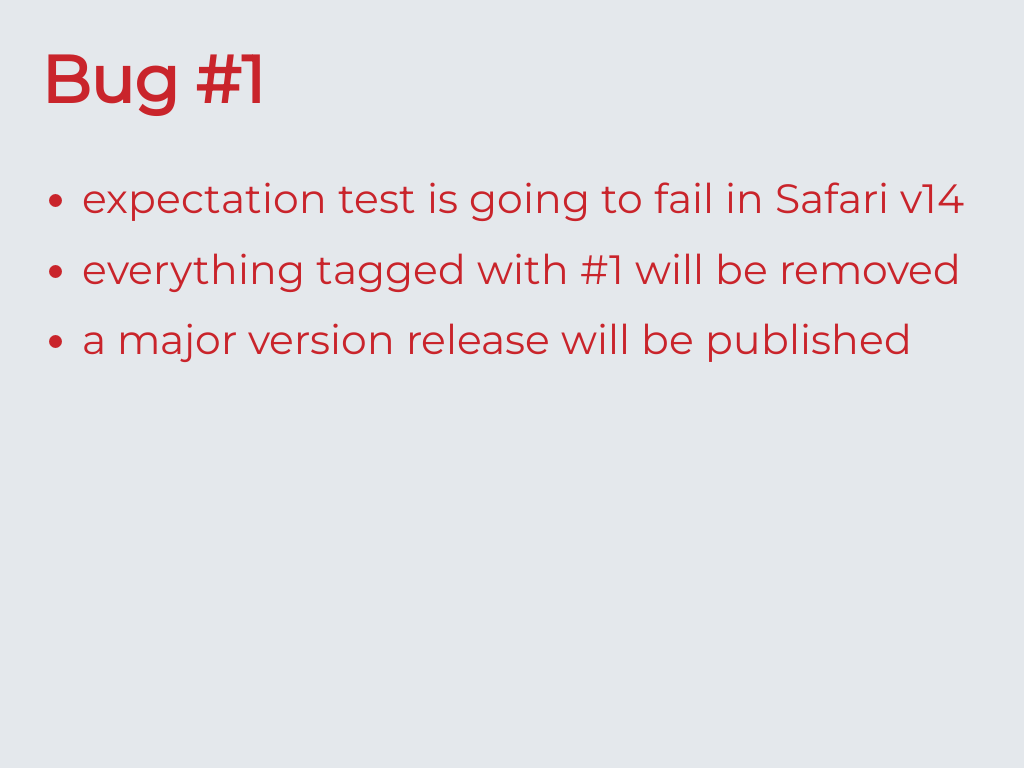 Bug #1
• expectation test is going to fail in Safari v14
• everything tagged with #1 will be removed
• a major version release will be published